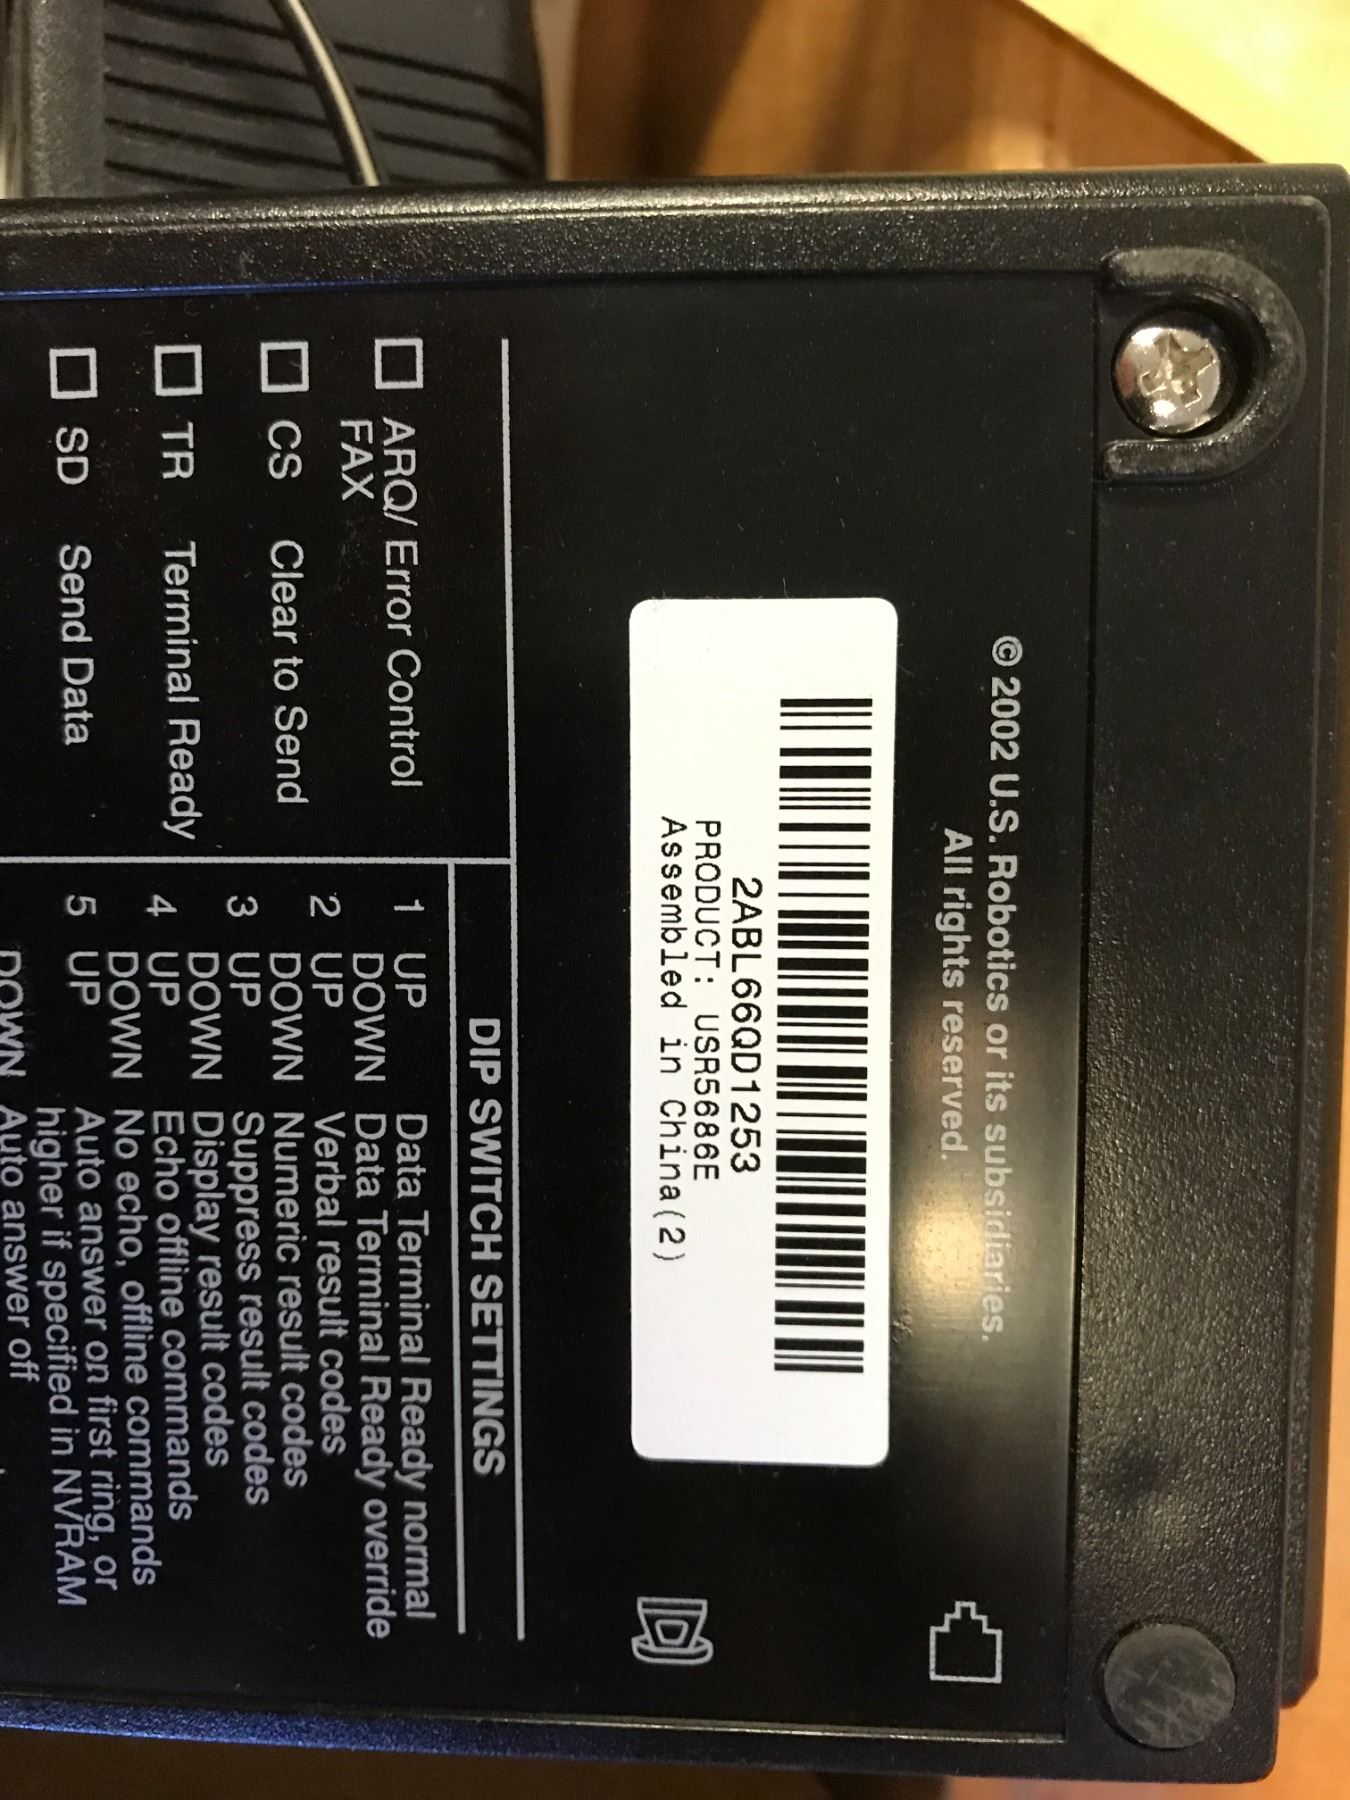 © 2002 U.S. Robotics or its subsidiaries.
All rights reserved.
2ABL66QD1253
PRODUCT: USR5686E
Assembled in China(2)
ARQ/ Error Control
FAX
CS Clear to Send
TR Terminal Ready
SD Send Data
DIP SWITCH SETTINGS
1 UP Data Terminal Ready normal
DOWN Data Terminal Ready override
2 UP Verbal result codes
DOWN Numeric result codes
3 UP Suppress result codes
DOWN Display result codes
4 UP Echo offline commands
DOWN No echo, offline commands
5 UP Auto answer on first ring, or
higher if specified in NVRAM
DOWN Auto answer off